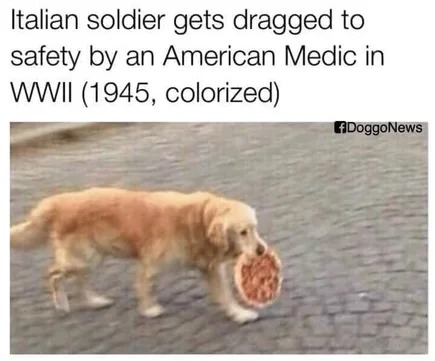 Italian soldier gets dragged to
safety by an American Medic in
WWII (1945, colorized)
DoggoNews